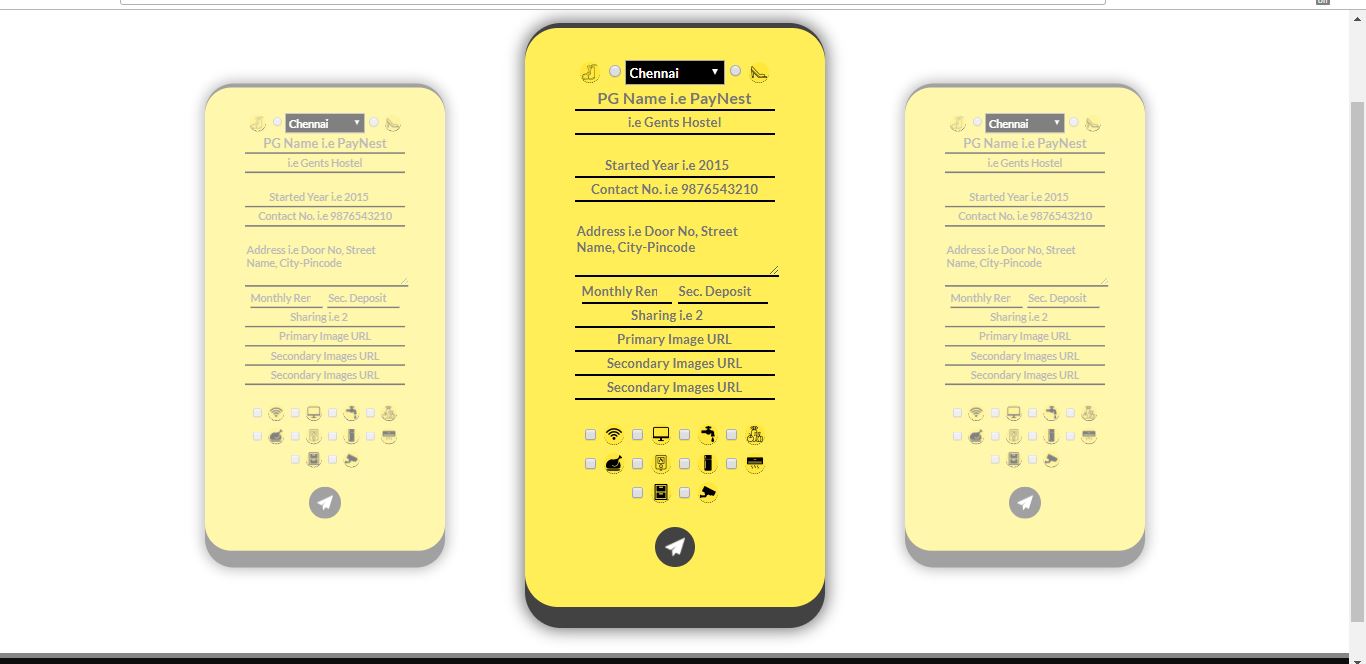 Chennai
PG Name i.e PayNest
i.e Gents Hostel
Started Year i.e 2015
Contact No. i.e 9876543210
Address i.e Door No, Street
Name, City-Pincode
Monthly Ren Sec. Deposit
Sharing i.e 2
Primary Image URL
Secondary Images URL
Secondary Images URL
Chennai
PG Name i.e PayNest
i.e Gents Hostel
Started Year i.e 2015
Contact No. i.e 9876543210
Address i.e Door No, Street
Name, City-Pincode
Monthly Ren Sec. Deposit
Sharing i.e 2
Primary Image URL
Secondary Images URL
Secondary Images URL
Chennai
PG Name i.e PayNest
i.e Gents Hostel
Started Year i.e 2015
Contact No. i.e 9876543210
Address i.e Door No, Street
Name, City-Pincode
Monthly Ren Sec. Deposit
Sharing i.e 2
Primary Image URL
Secondary Images URL
Secondary Images URL